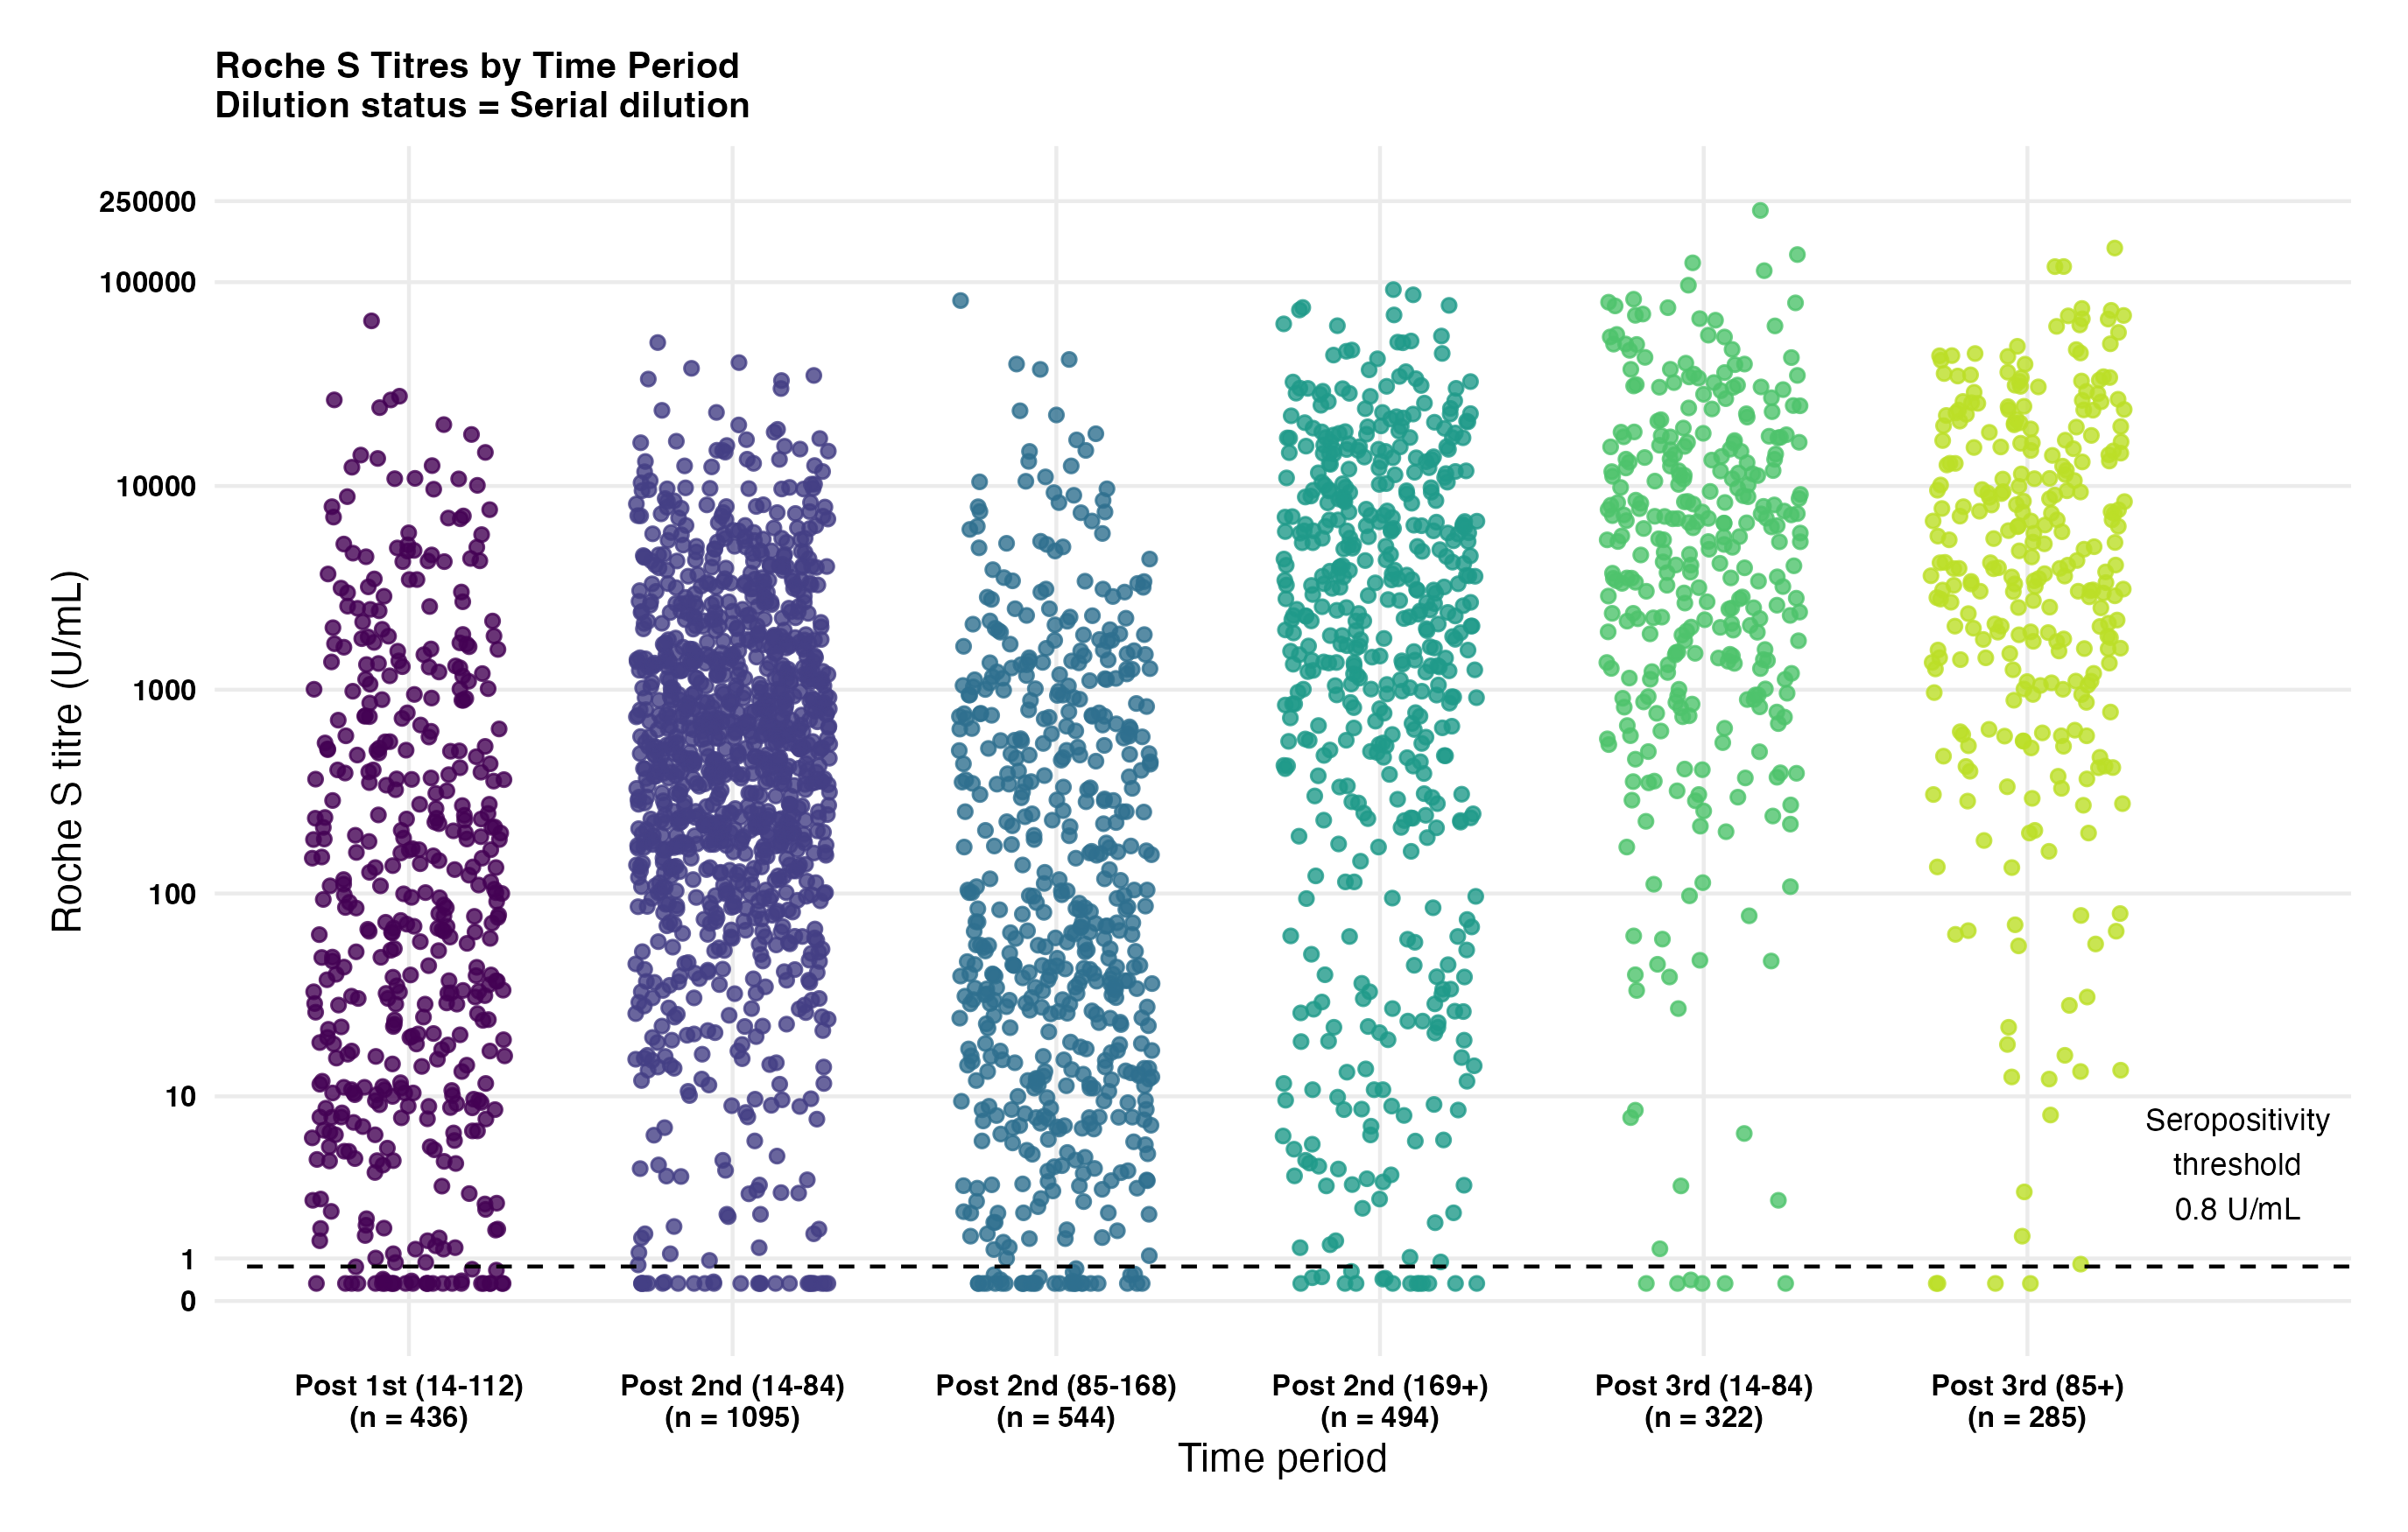 Roche S Titres by Time Period
Dilution status = Serial dilution
Roche S titre (U/mL)
250000
100000
10000
1000
100
10
1
0
Seropositivity
threshold
0.8 U/mL
Post 1st (14-112)
(n = 436)
Post 2nd (14-84)
(n = 1095)
Post 2nd (85-168)
(n = 544)
Post 2nd (169+)
(n = 494)
Post 3rd (14-84)
(n = 322)
Post 3rd (85+)
(n = 285)
Time period